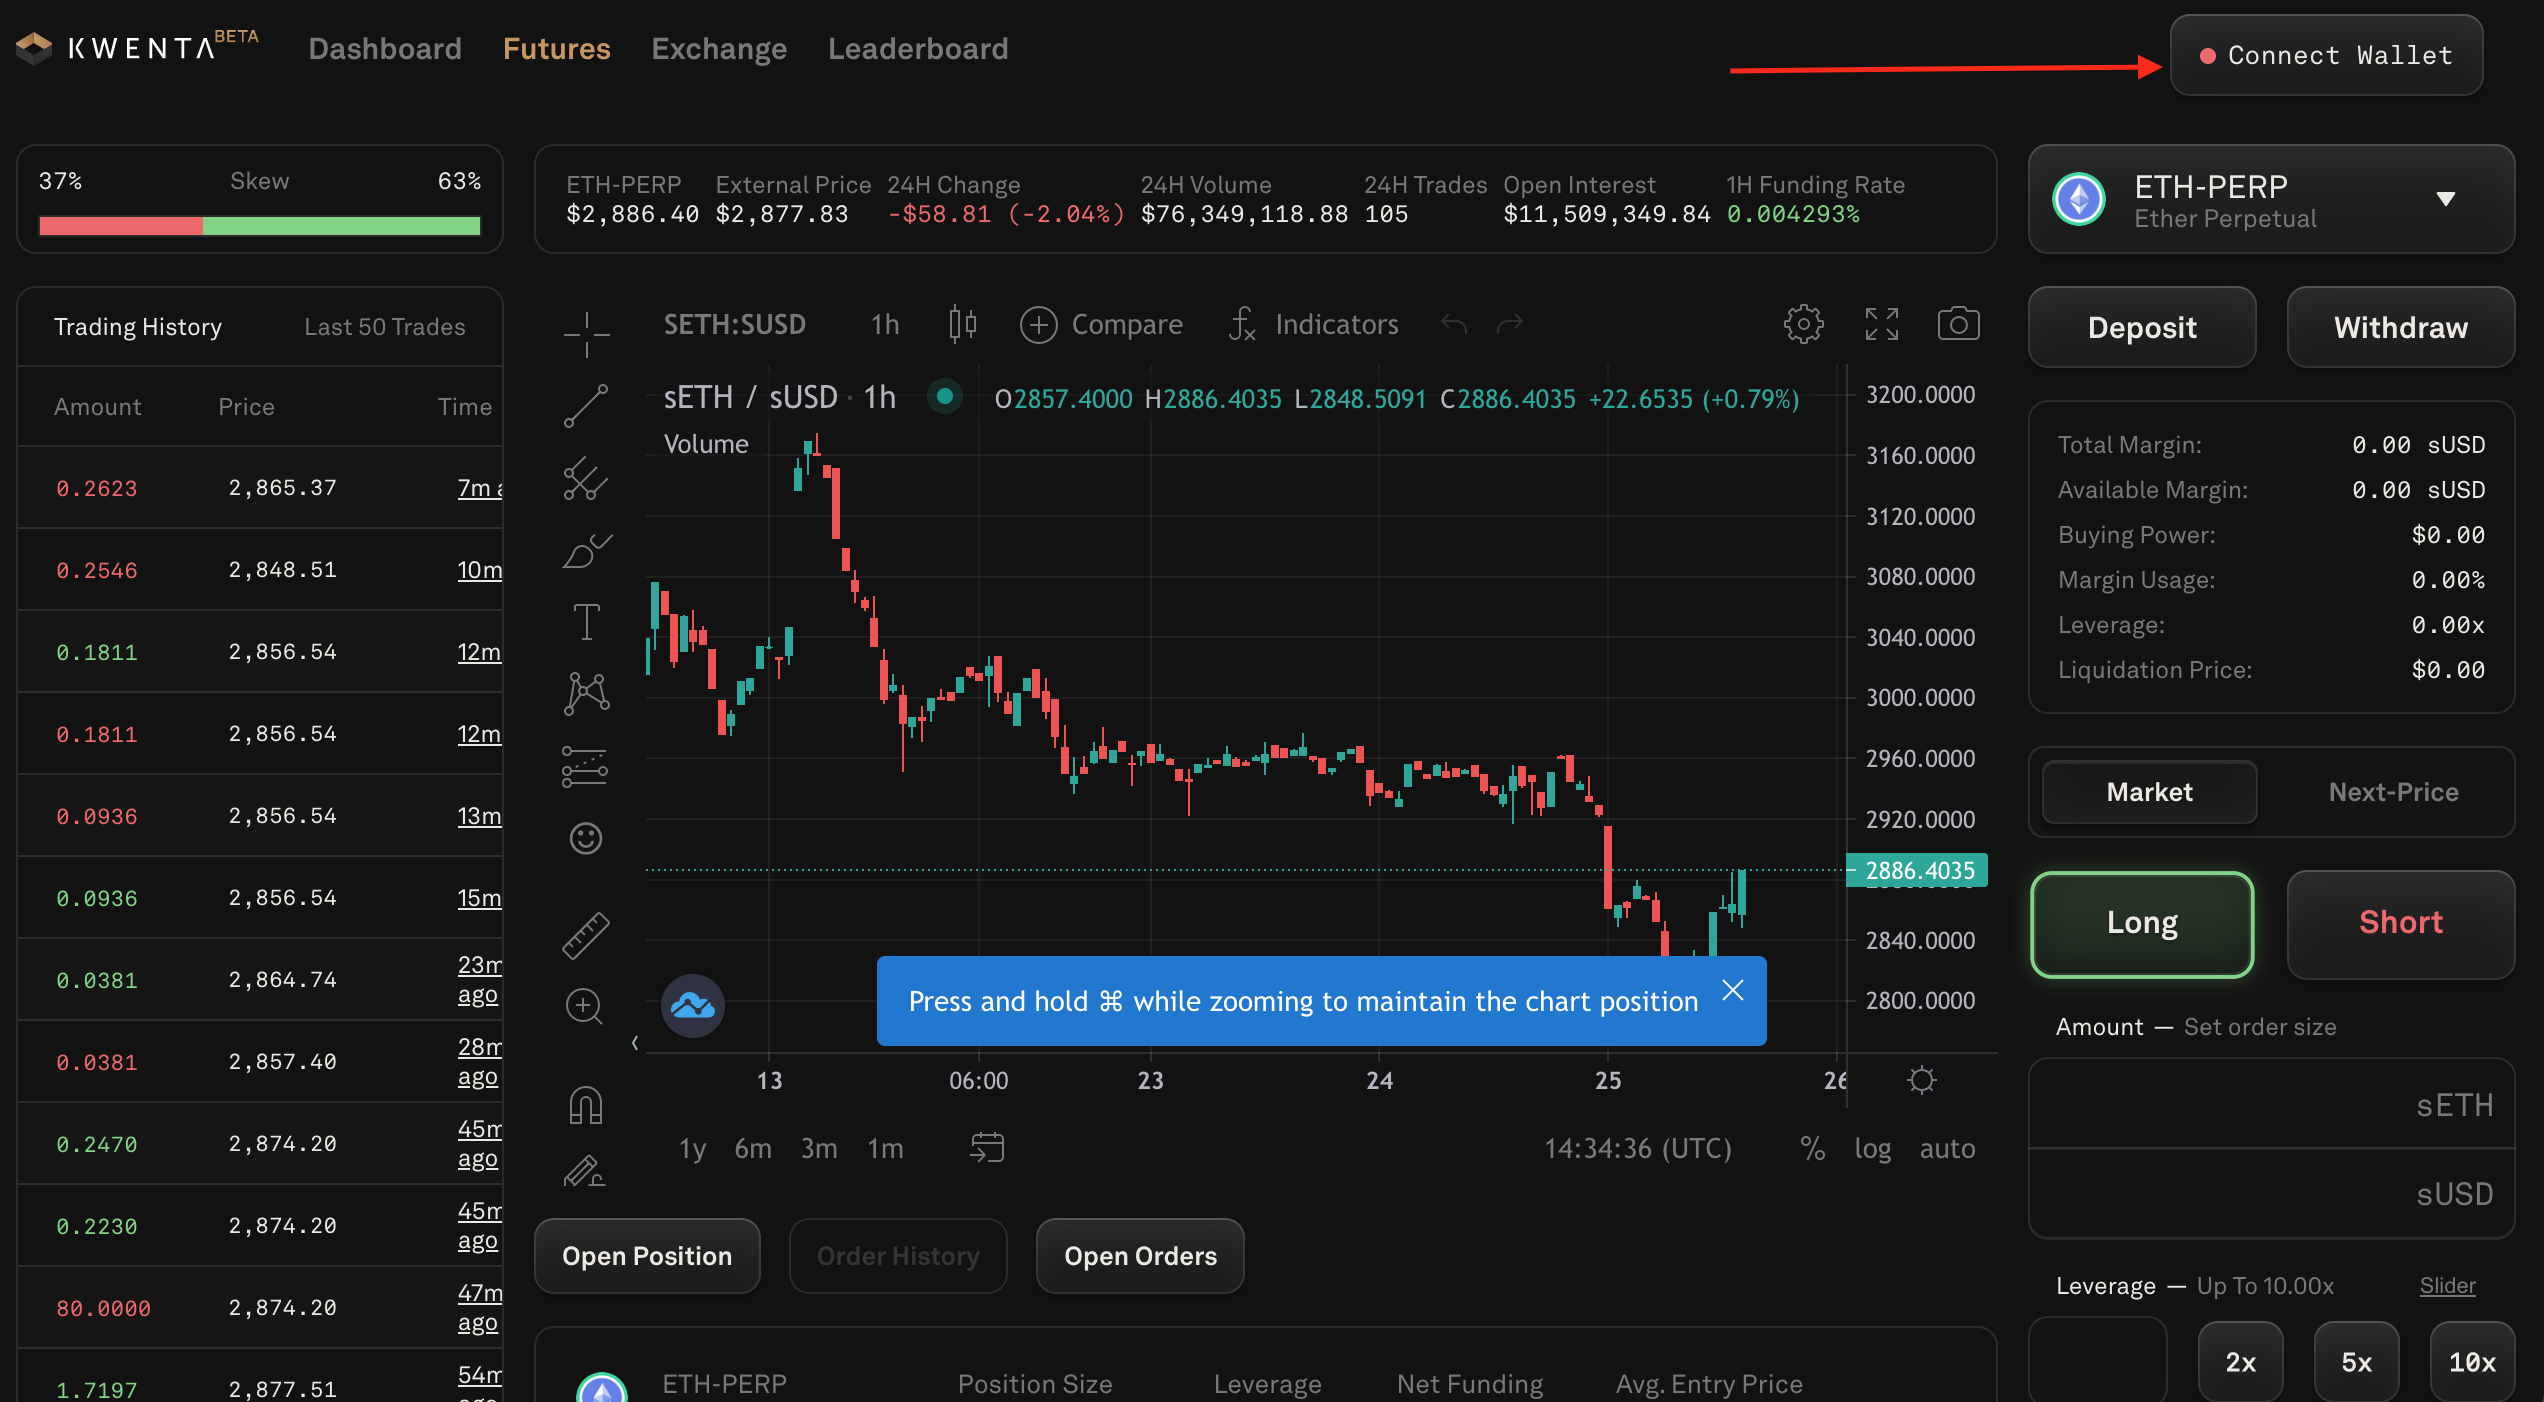 KWENTA BETA
Dashboard Futures Exchange Leaderboard
Connect Wallet
37% Skew 63%
Trading History Last 50 Trades
Amount Price Time
0.2623 2,865.37 7m
0.2546 2,848.51 10m
0.1811 2,856.54 12m
0.1811 2,856.54 12m
0.0936 2,856.54 13m
0.0936 2,856.54 15m
0.0381 2,864.74 23m
ago
0.0381 2,857.40 28m
ago
0.2470 2,874.20 45m
ago
0.2230 2,874.20 45m
ago
80.0000 2,874.20 47m
ago
1.7197 2,877.51 54m
ETH-PERP External Price 24H Change 24H Volume 24H Trades Open Interest 1H Funding Rate
$2,886.40 $2,877.83 -$58.81 (-2.04%) $76,349,118.88 105 $11,509,349.84 0.004293%
SETH:SUSD 1h Compare Indicators
sETH / sUSD · 1h O2857.4000 H2886.4035 L2848.5091 C2886.4035 +22.6535 (+0.79%)
Volume
3200.0000
3160.0000
3120.0000
3080.0000
3040.0000
3000.0000
2960.0000
2920.0000
2886.4035
2840.0000
2800.0000
Press and hold ⌘ while zooming to maintain the chart position
13 06:00 23 24 25 26
1y 6m 3m 1m 14:34:36 (UTC) % log auto
Open Position Order History Open Orders
ETH-PERP Position Size Leverage Net Funding Avg. Entry Price
ETH-PERP
Ether Perpetual
Deposit Withdraw
Total Margin: 0.00 sUSD
Available Margin: 0.00 sUSD
Buying Power: $0.00
Margin Usage: 0.00%
Leverage: 0.00x
Liquidation Price: $0.00
Market Next-Price
Long Short
Amount — Set order size
sETH
sUSD
Leverage — Up To 10.00x Slider
2x 5x 10x